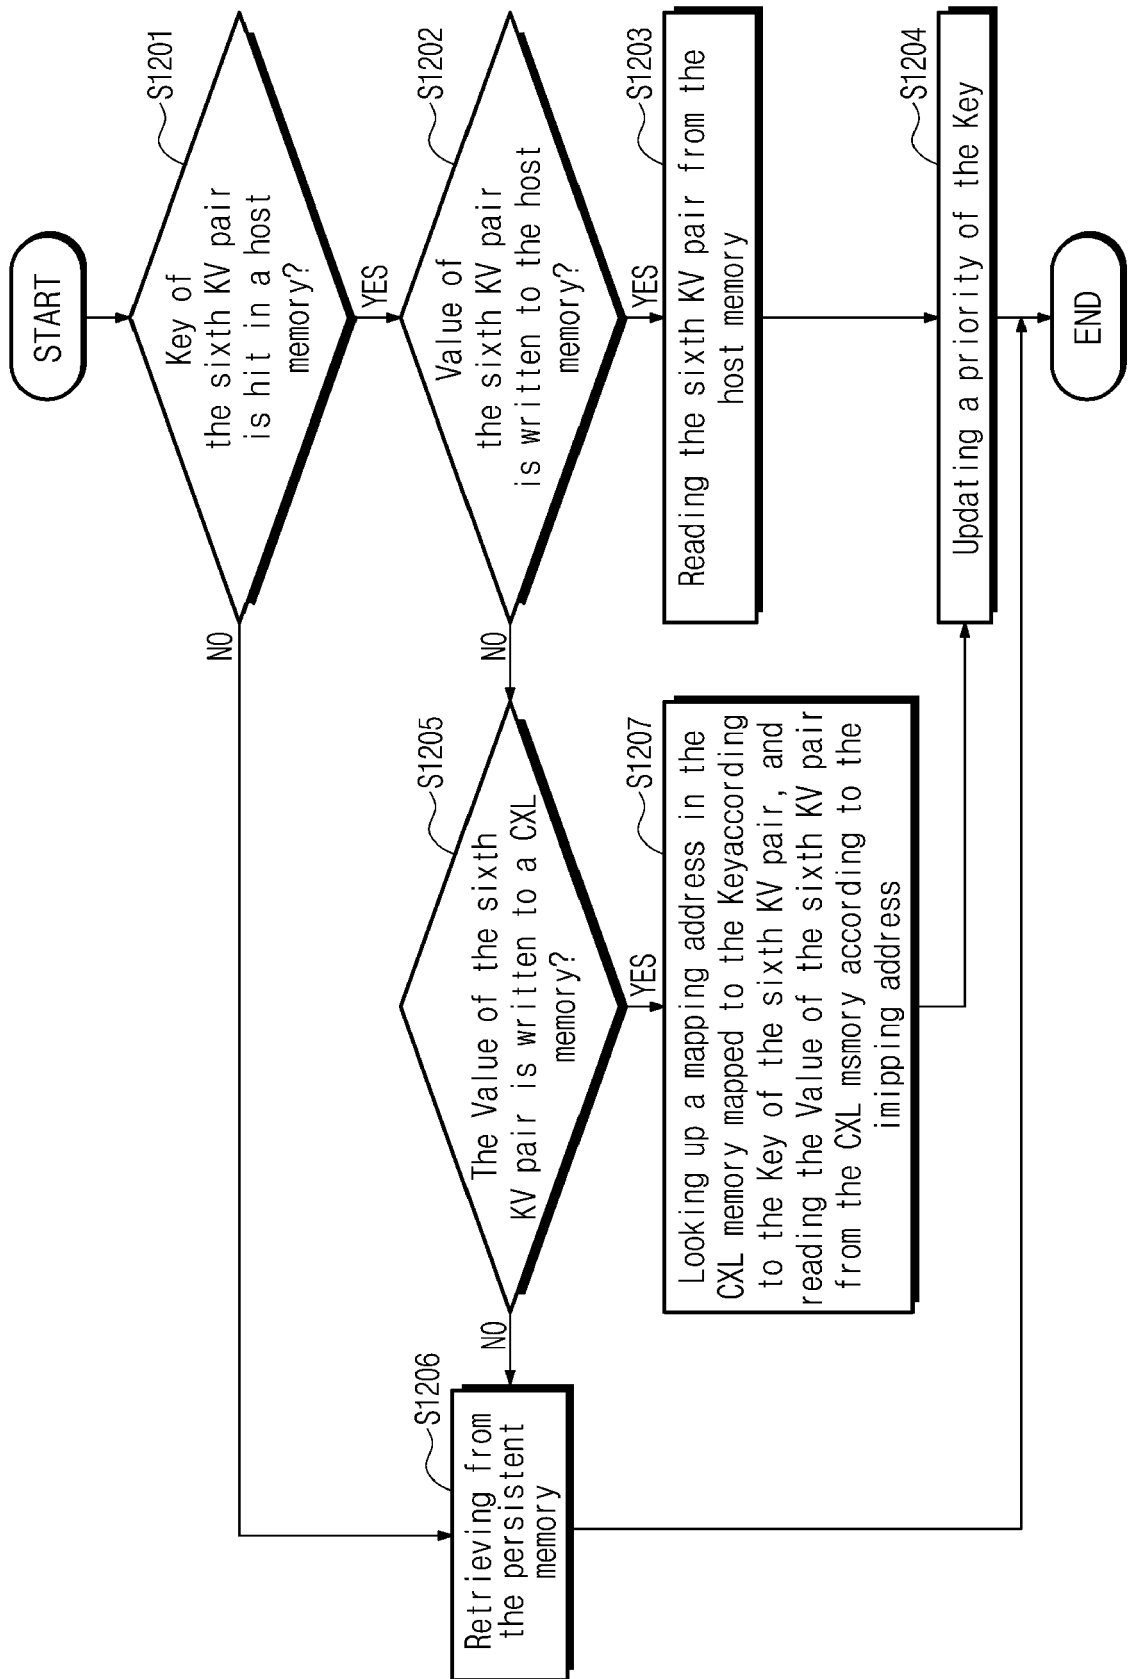 START
S1201
Key of
the sixth KV pair
is hit in a host
memory?
NO
YES
S1202
Value of
the sixth KV pair
is written to the host
memory?
NO
YES
S1203
Reading the sixth KV pair from the
host memory
S1204
Updating a priority of the Key
S1205
The Value of the sixth
KV pair is written to a CXL
memory?
NO
YES
S1206
Retrieving from
the persistent
memory
S1207
Looking up a mapping address in the
CXL memory mapped to the Keyaccording
to the Key of the sixth KV pair, and
reading the Value of the sixth KV pair
from the CXL msmory according to the
imipping address
END